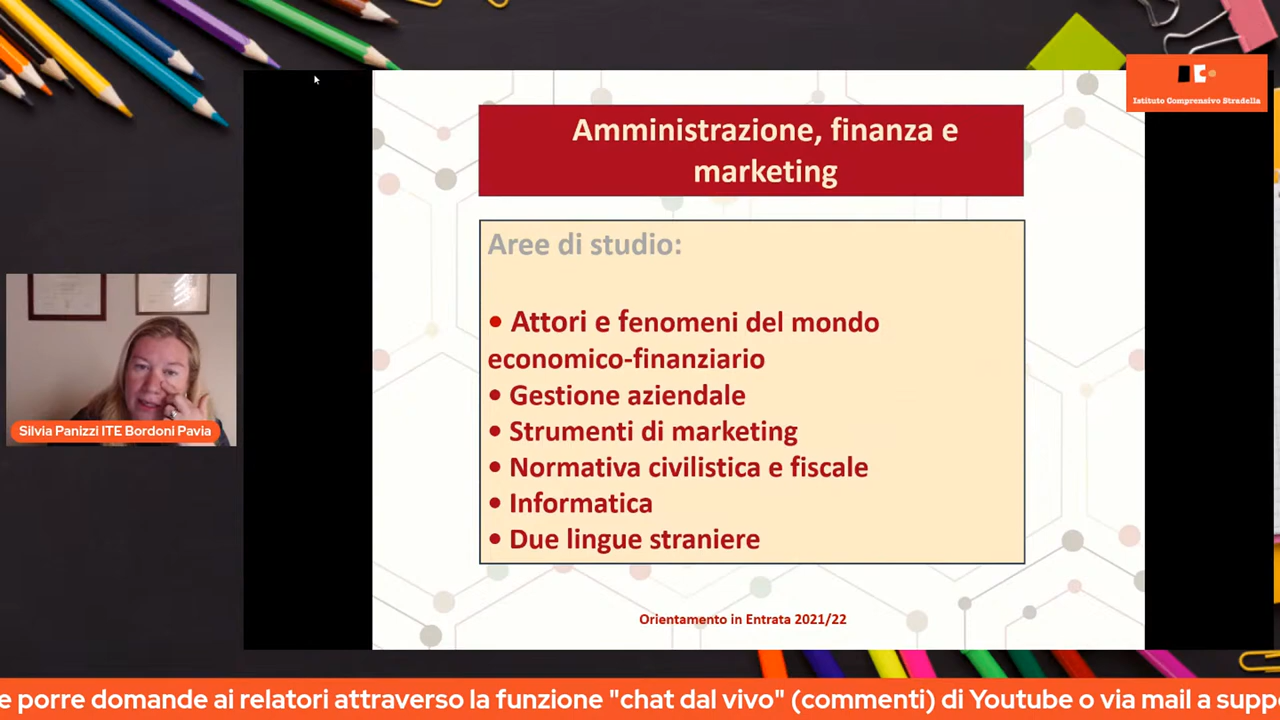 Istituto Comprensivo Stradella
Amministrazione, finanza e
marketing
Aree di studio:
• Attori e fenomeni del mondo
economico-finanziario
• Gestione aziendale
• Strumenti di marketing
• Normativa civilistica e fiscale
• Informatica
• Due lingue straniere
Silvia Panizzi ITE Bordoni Pavia
Orientamento in Entrata 2021/22
e porre domande ai relatori attraverso la funzione "chat dal vivo" (commenti) di Youtube o via mail a supp